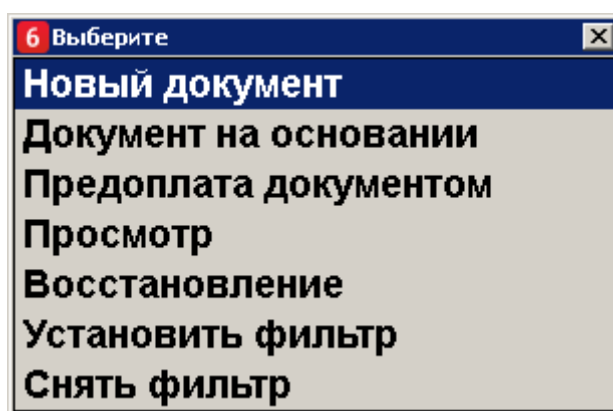 6 Выберите
Новый документ
Документ на основании
Предоплата документом
Просмотр
Восстановление
Установить фильтр
Снять фильтр